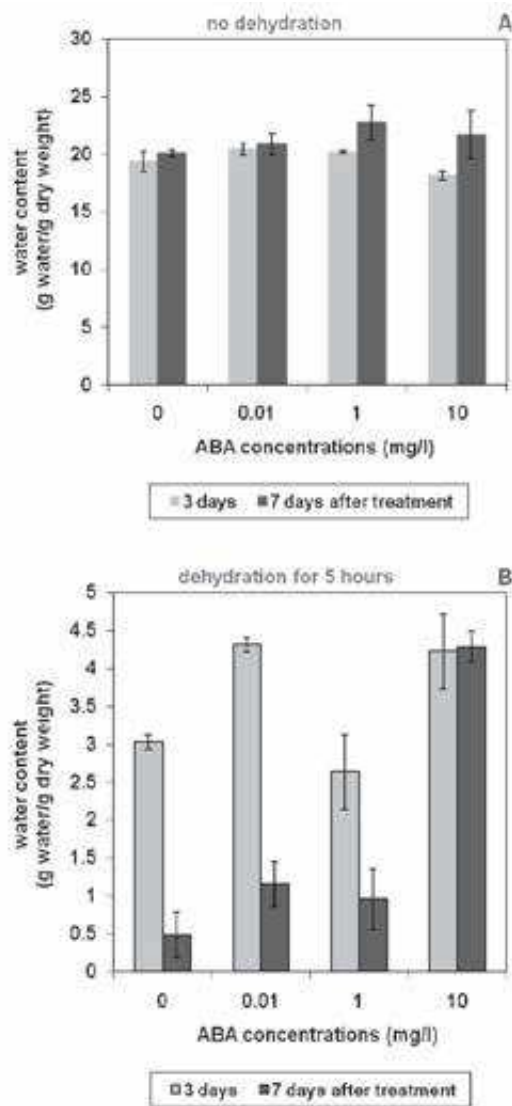 no dehydration A
30
25
20
15
10
5
0
water content
(g water/g dry weight)
0 0.01 1 10
ABA concentrations (mg/l)
3 days 7 days after treatment
dehydration for 5 hours B
5
4.5
4
3.5
3
2.5
2
1.5
1
0.5
0
water content
(g water/g dry weight)
0 0.01 1 10
ABA concentrations (mg/l)
3 days 7 days after treatment